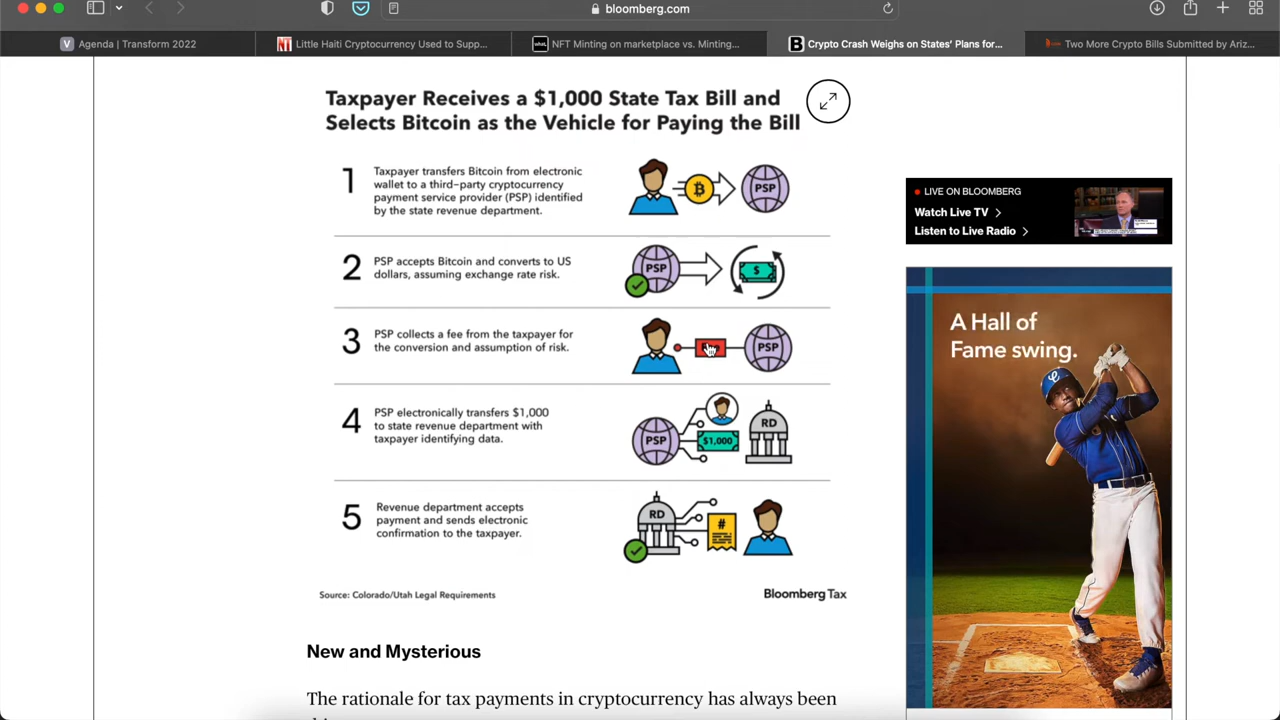 bloomberg.com
V Agenda | Transform 2022
NT Little Haiti Cryptocurrency Used to Supp...
NFT Minting on marketplace vs. Minting...
B Crypto Crash Weighs on States' Plans for...
Two More Crypto Bills Submitted by Ariz...
Taxpayer Receives a $1,000 State Tax Bill and
Selects Bitcoin as the Vehicle for Paying the Bill
1
Taxpayer transfers Bitcoin from electronic
wallet to a third-party cryptocurrency
payment service provider (PSP) identified
by the state revenue department.
PSP
2
PSP accepts Bitcoin and converts to US
dollars, assuming exchange rate risk.
PSP
$
3
PSP collects a fee from the taxpayer for
the conversion and assumption of risk.
PSP
4
PSP electronically transfers $1,000
to state revenue department with
taxpayer identifying data.
PSP
$1,000
RD
5
Revenue department accepts
payment and sends electronic
confirmation to the taxpayer.
RD
#
Source: Colorado/Utah Legal Requirements
Bloomberg Tax
New and Mysterious
The rationale for tax payments in cryptocurrency has always been
LIVE ON BLOOMBERG
Watch Live TV
Listen to Live Radio
A Hall of
Fame swing.